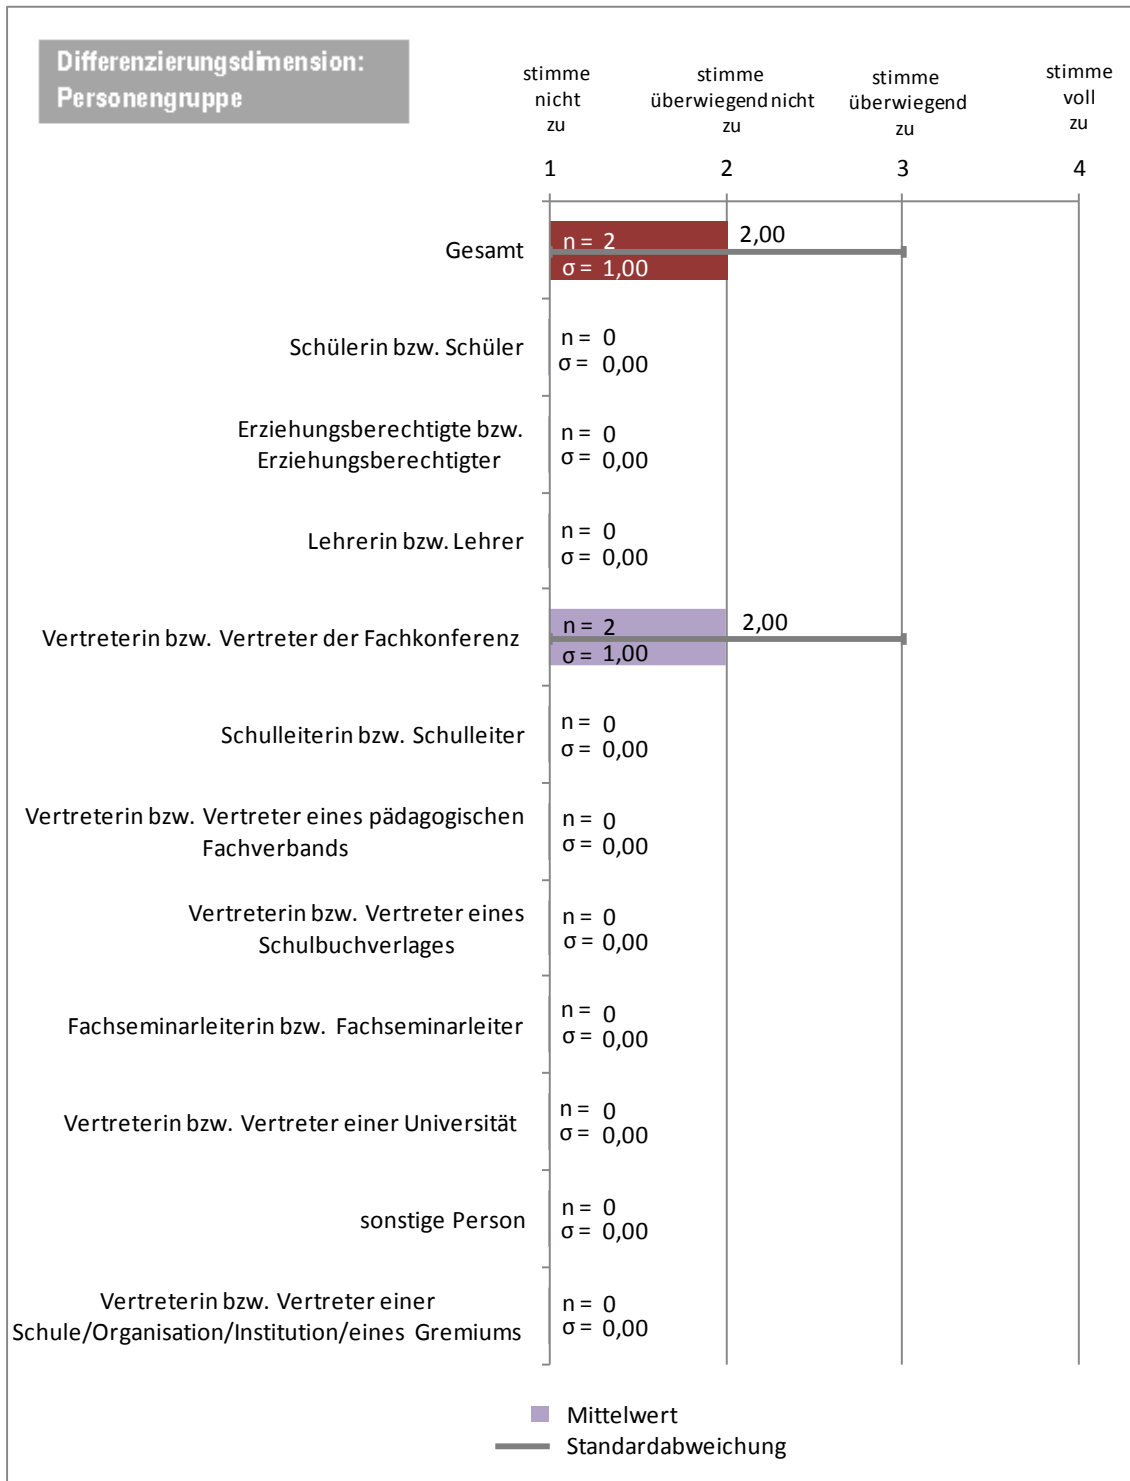 Differenzierungsdimension:
Personengruppe
stimme
nicht
zu
stimme
überwiegend nicht
zu
stimme
überwiegend
zu
stimme
voll
zu
1
2
3
4
Gesamt
n = 2
σ = 1,00
2,00
Schülerin bzw. Schüler
n = 0
σ = 0,00
Erziehungsberechtigte bzw.
Erziehungsberechtigter
n = 0
σ = 0,00
Lehrerin bzw. Lehrer
n = 0
σ = 0,00
Vertreterin bzw. Vertreter der Fachkonferenz
n = 2
σ = 1,00
2,00
Schulleiterin bzw. Schulleiter
n = 0
σ = 0,00
Vertreterin bzw. Vertreter eines pädagogischen
Fachverbands
n = 0
σ = 0,00
Vertreterin bzw. Vertreter eines
Schulbuchverlages
n = 0
σ = 0,00
Fachseminarleiterin bzw. Fachseminarleiter
n = 0
σ = 0,00
Vertreterin bzw. Vertreter einer Universität
n = 0
σ = 0,00
sonstige Person
n = 0
σ = 0,00
Vertreterin bzw. Vertreter einer
Schule/Organisation/Institution/eines Gremiums
n = 0
σ = 0,00
Mittelwert
Standardabweichung